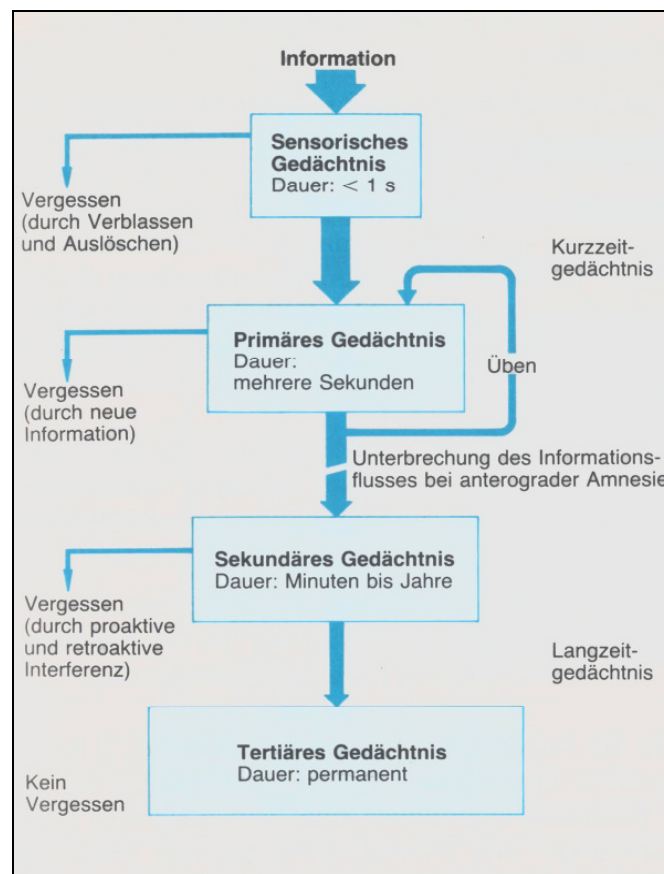 Information
Sensorisches
Gedächtnis
Dauer: < 1 s
Vergessen
(durch Verblassen
und Auslöschen)
Kurzzeit-
gedächtnis
Primäres Gedächtnis
Dauer:
mehrere Sekunden
Üben
Vergessen
(durch neue
Information)
Unterbrechung des Informations-
flusses bei anterograder Amnesie
Sekundäres Gedächtnis
Dauer: Minuten bis Jahre
Vergessen
(durch proaktive
und retroaktive
Interferenz)
Langzeit-
gedächtnis
Tertiäres Gedächtnis
Dauer: permanent
Kein
Vergessen